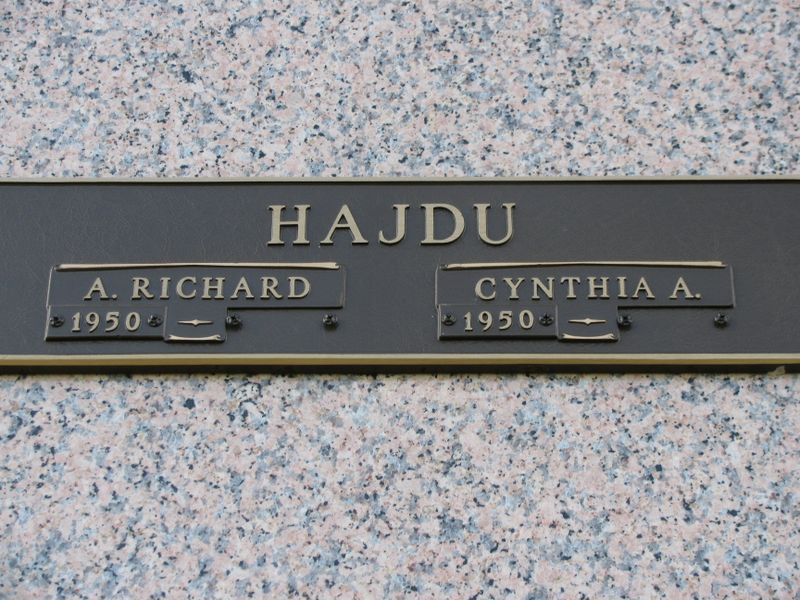 HAJDU
A. RICHARD
1950
CYNTHIA A.
1950